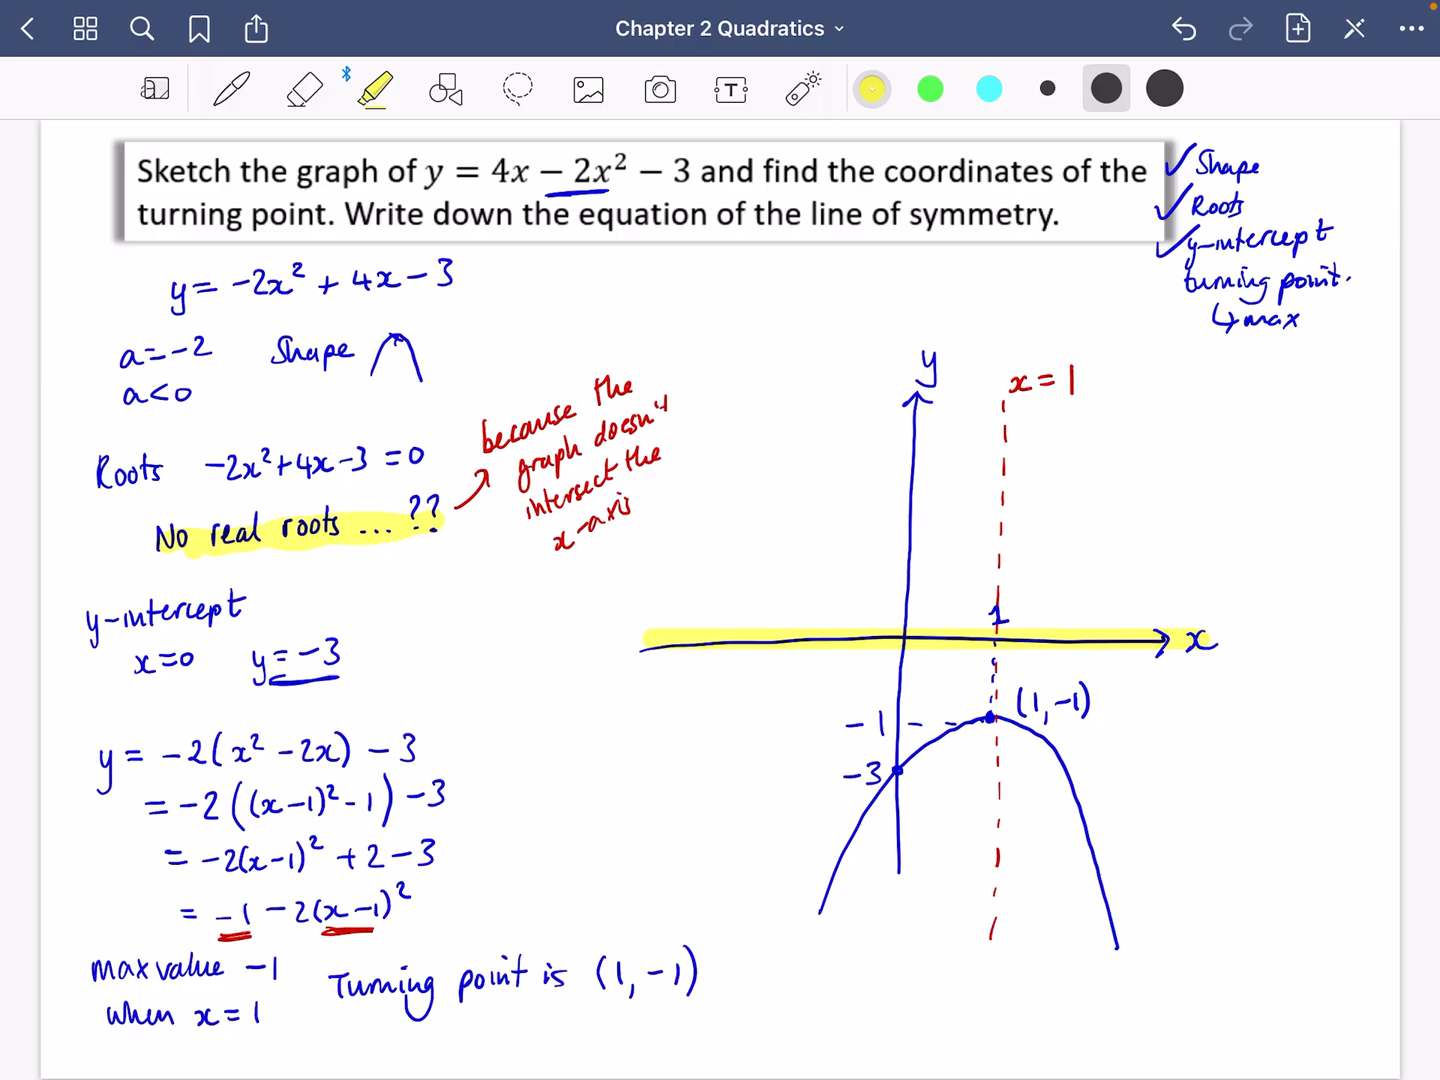 Chapter 2 Quadratics
Sketch the graph of y = 4x − 2x² − 3 and find the coordinates of the
turning point. Write down the equation of the line of symmetry.
✓ Shape
✓ Roots
✓ y-intercept
turning point.
↳ max
y = -2x² + 4x - 3
a = -2 Shape
a < 0
Roots -2x² + 4x - 3 = 0
No real roots ... ??
because the
graph doesn't
intersect the
x-axis
y-intercept
x = 0 y = -3
y = -2(x² - 2x) - 3
= -2((x-1)² - 1) - 3
= -2(x-1)² + 2 - 3
= -1 - 2(x-1)²
max value -1
when x = 1
Turning point is (1, -1)
y
x = 1
1
x
(1, -1)
-1
-3